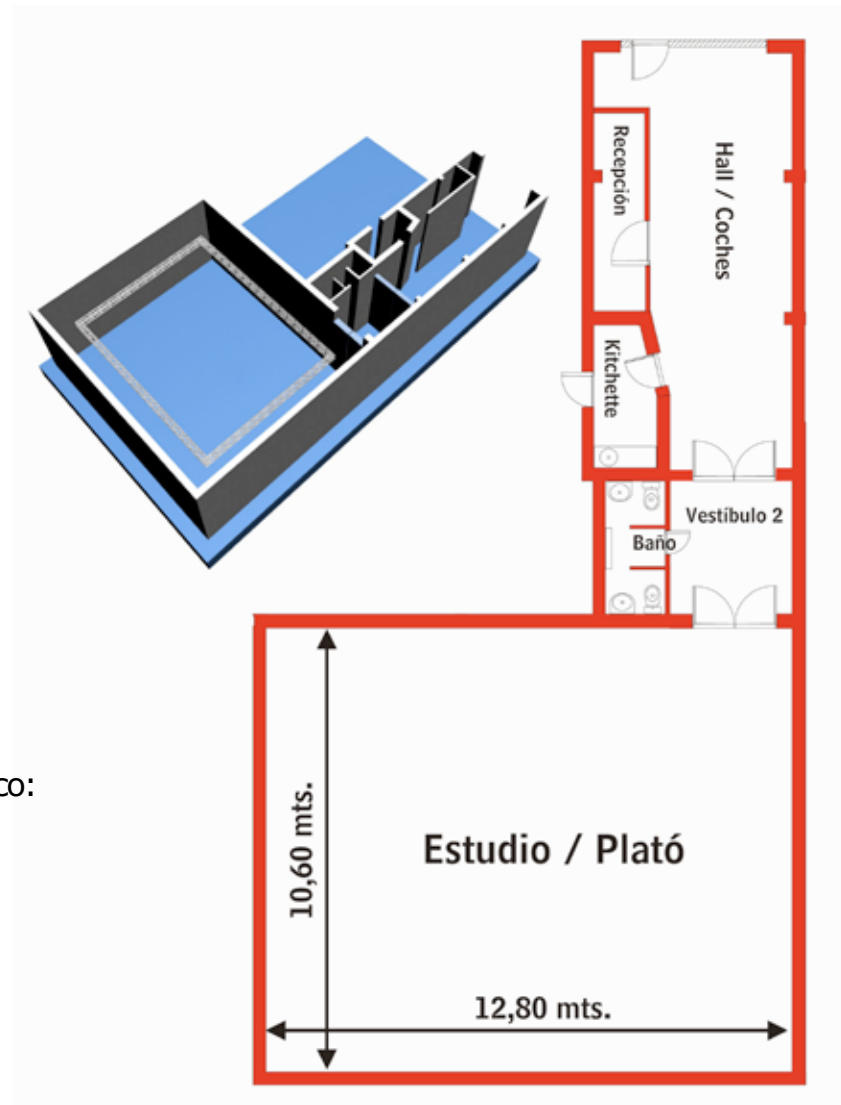 Recepción
Hall / Coches
Kitchette
Vestíbulo 2
Baño
co:
10,60 mts.
Estudio / Plató
12,80 mts.